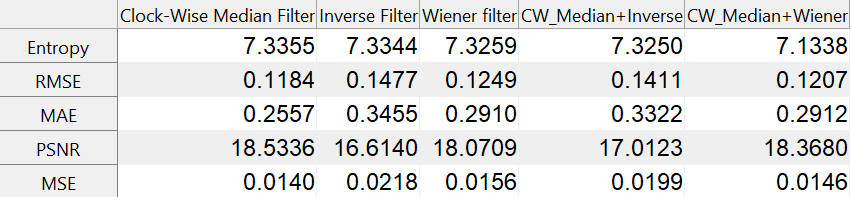 Clock-Wise Median Filter Inverse Filter Wiener filter CW_Median+Inverse CW_Median+Wiener
Entropy 7.3355 7.3344 7.3259 7.3250 7.1338
RMSE 0.1184 0.1477 0.1249 0.1411 0.1207
MAE 0.2557 0.3455 0.2910 0.3322 0.2912
PSNR 18.5336 16.6140 18.0709 17.0123 18.3680
MSE 0.0140 0.0218 0.0156 0.0199 0.0146